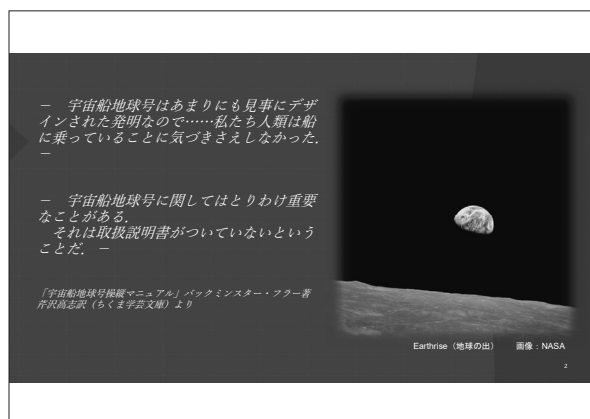 －　宇宙船地球号はあまりにも見事にデザ
インされた発明なので……私たち人類は船
に乗っていることに気づきさえしなかった.
－
－　宇宙船地球号に関してはとりわけ重要
なことがある.
　それは取扱説明書がついていないという
ことだ. －
「宇宙船地球号操縦マニュアル」バックミンスター・フラー著
芹沢高志訳（ちくま学芸文庫）より
Earthrise（地球の出）　画像：NASA
2